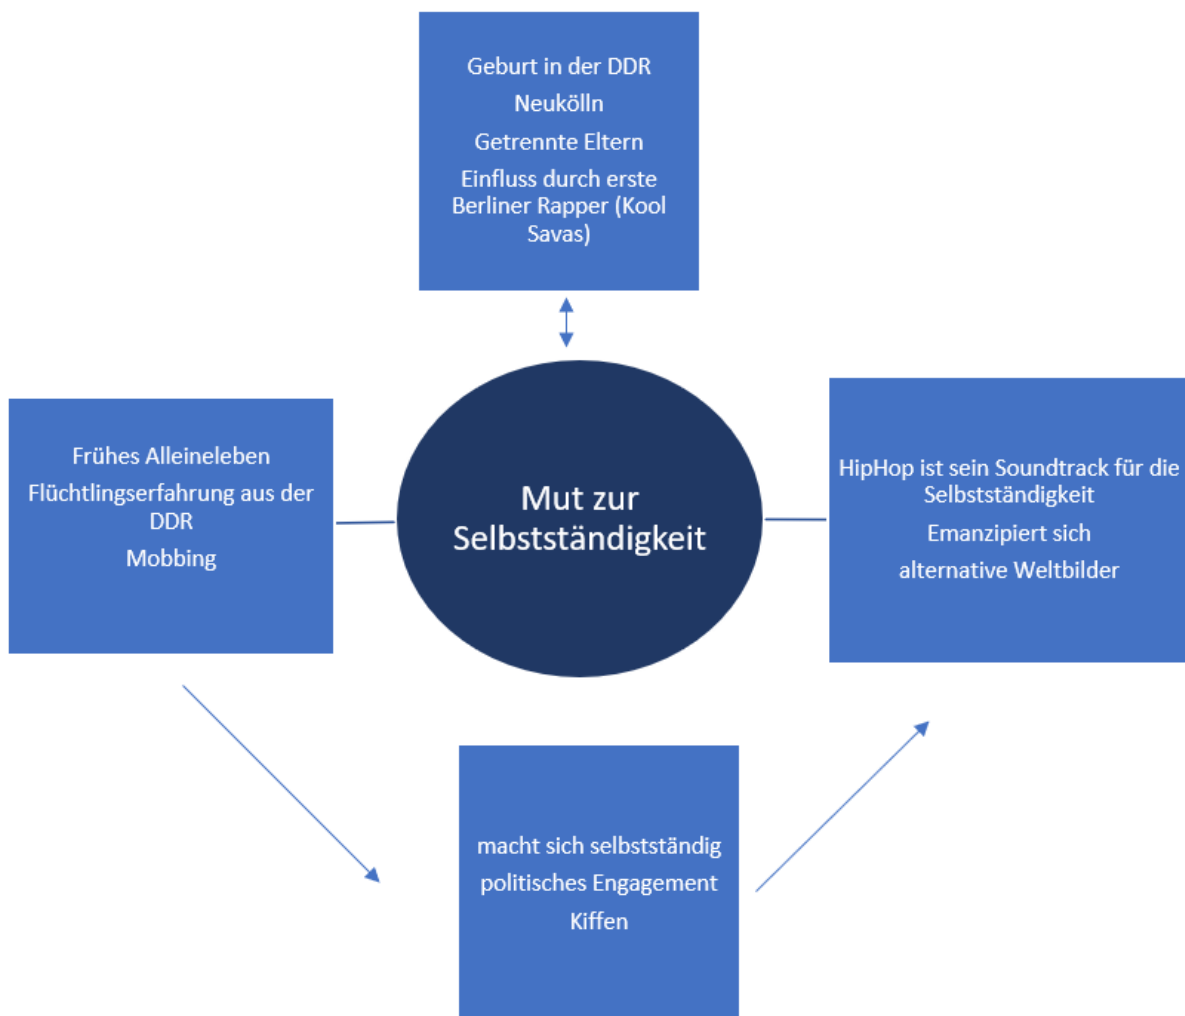 Geburt in der DDR
Neukölln
Getrennte Eltern
Einfluss durch erste
Berliner Rapper (Kool
Savas)
Frühes Alleineleben
Flüchtlingserfahrung aus der
DDR
Mobbing
Mut zur
Selbstständigkeit
HipHop ist sein Soundtrack für die
Selbstständigkeit
Emanzipiert sich
alternative Weltbilder
macht sich selbstständig
politisches Engagement
Kiffen